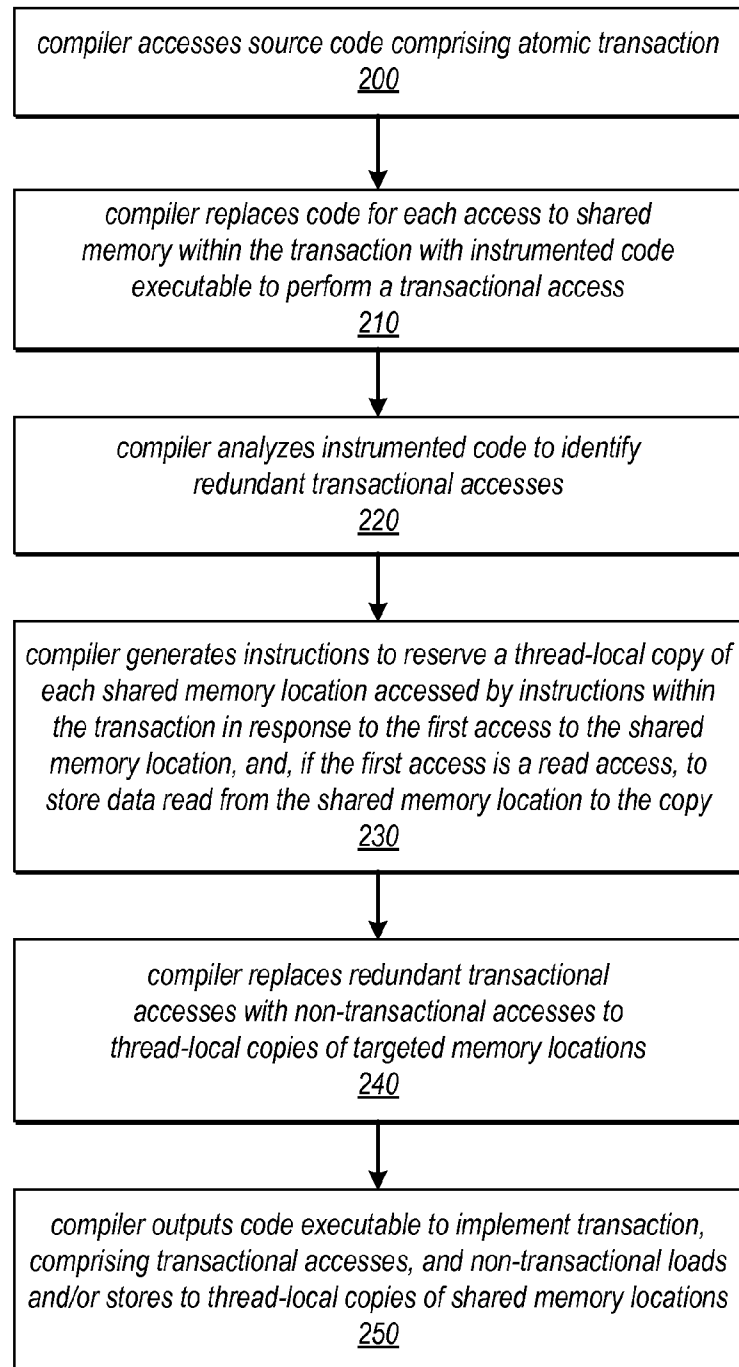 compiler accesses source code comprising atomic transaction
200
compiler replaces code for each access to shared
memory within the transaction with instrumented code
executable to perform a transactional access
210
compiler analyzes instrumented code to identify
redundant transactional accesses
220
compiler generates instructions to reserve a thread-local copy of
each shared memory location accessed by instructions within
the transaction in response to the first access to the shared
memory location, and, if the first access is a read access, to
store data read from the shared memory location to the copy
230
compiler replaces redundant transactional
accesses with non-transactional accesses to
thread-local copies of targeted memory locations
240
compiler outputs code executable to implement transaction,
comprising transactional accesses, and non-transactional loads
and/or stores to thread-local copies of shared memory locations
250